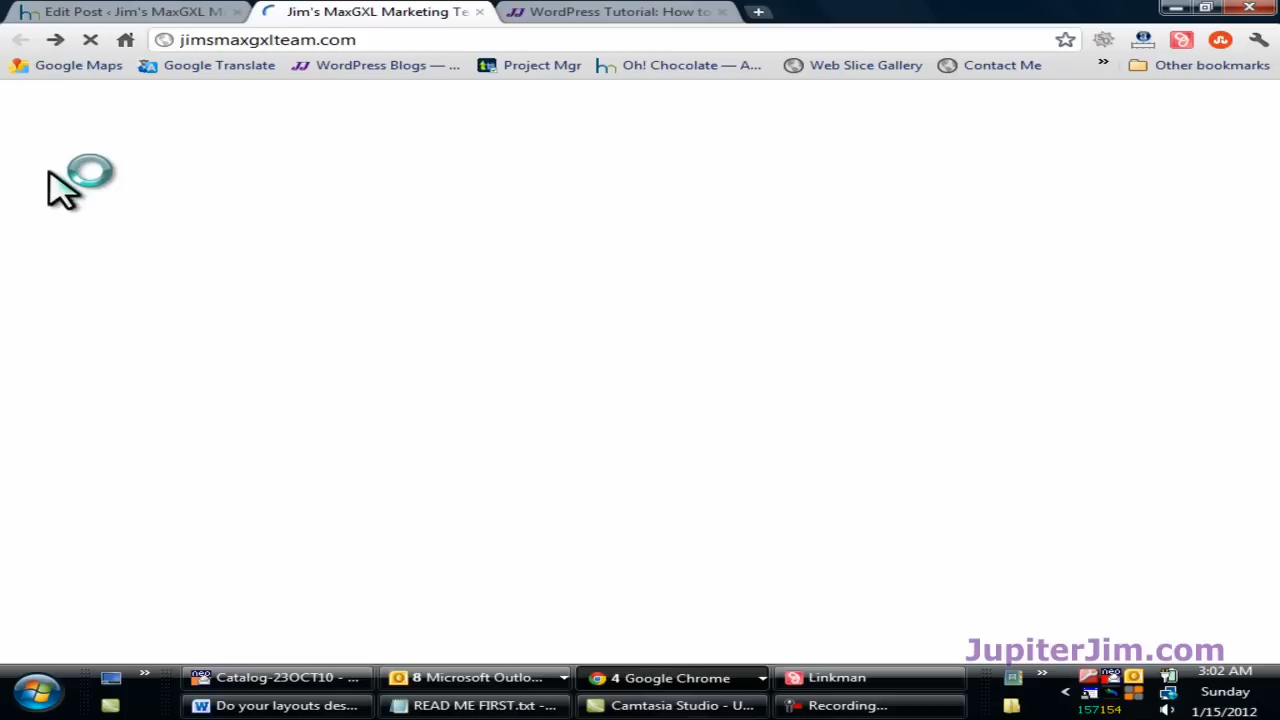 Edit Post ‹ Jim's MaxGXL M
Jim's MaxGXL Marketing Te
WordPress Tutorial: How to
jimsmaxgxlteam.com
Google Maps
Google Translate
WordPress Blogs — ...
Project Mgr
Oh! Chocolate — A...
Web Slice Gallery
Contact Me
Other bookmarks
JupiterJim.com
Catalog-23OCT10 - ...
8 Microsoft Outlo...
4 Google Chrome
Linkman
3:02 AM
Do your layouts des...
READ ME FIRST.txt -...
Camtasia Studio - U...
Recording...
Sunday
157154
1/15/2012